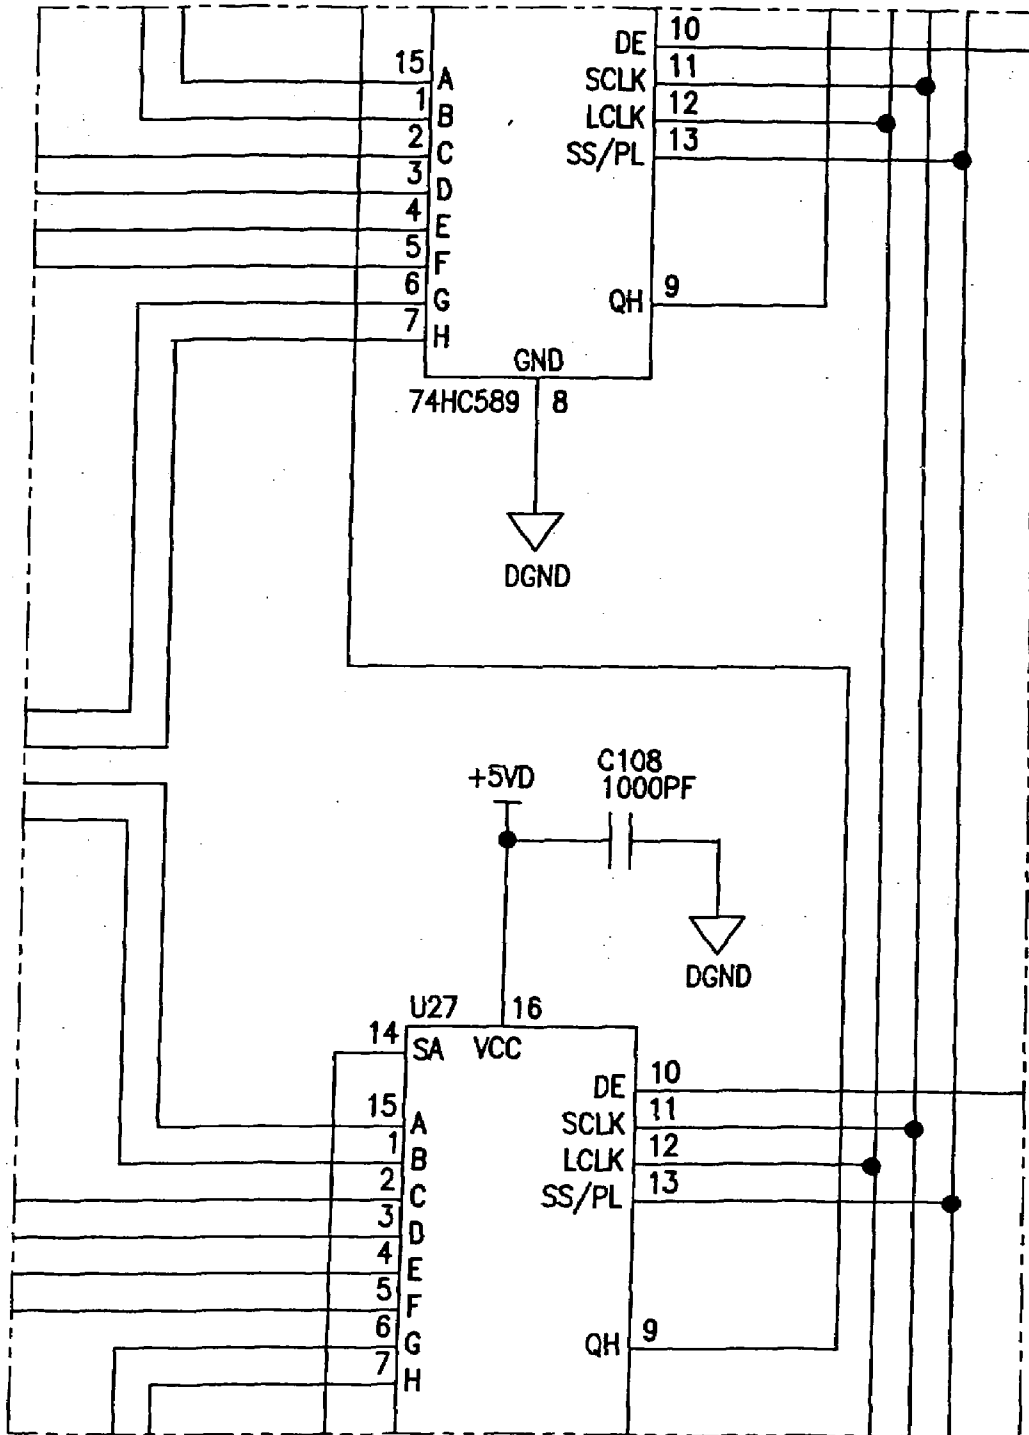 DE 10
15 A
SCLK 11
1 B
LCLK 12
2 C
SS/PL 13
3 D
4 E
5 F
6 G
QH 9
7 H
GND
74HC589 8
DGND
+5VD
C108
1000PF
DGND
U27 16
14 SA VCC
DE 10
15 A
SCLK 11
1 B
LCLK 12
2 C
SS/PL 13
3 D
4 E
5 F
6 G
QH 9
7 H